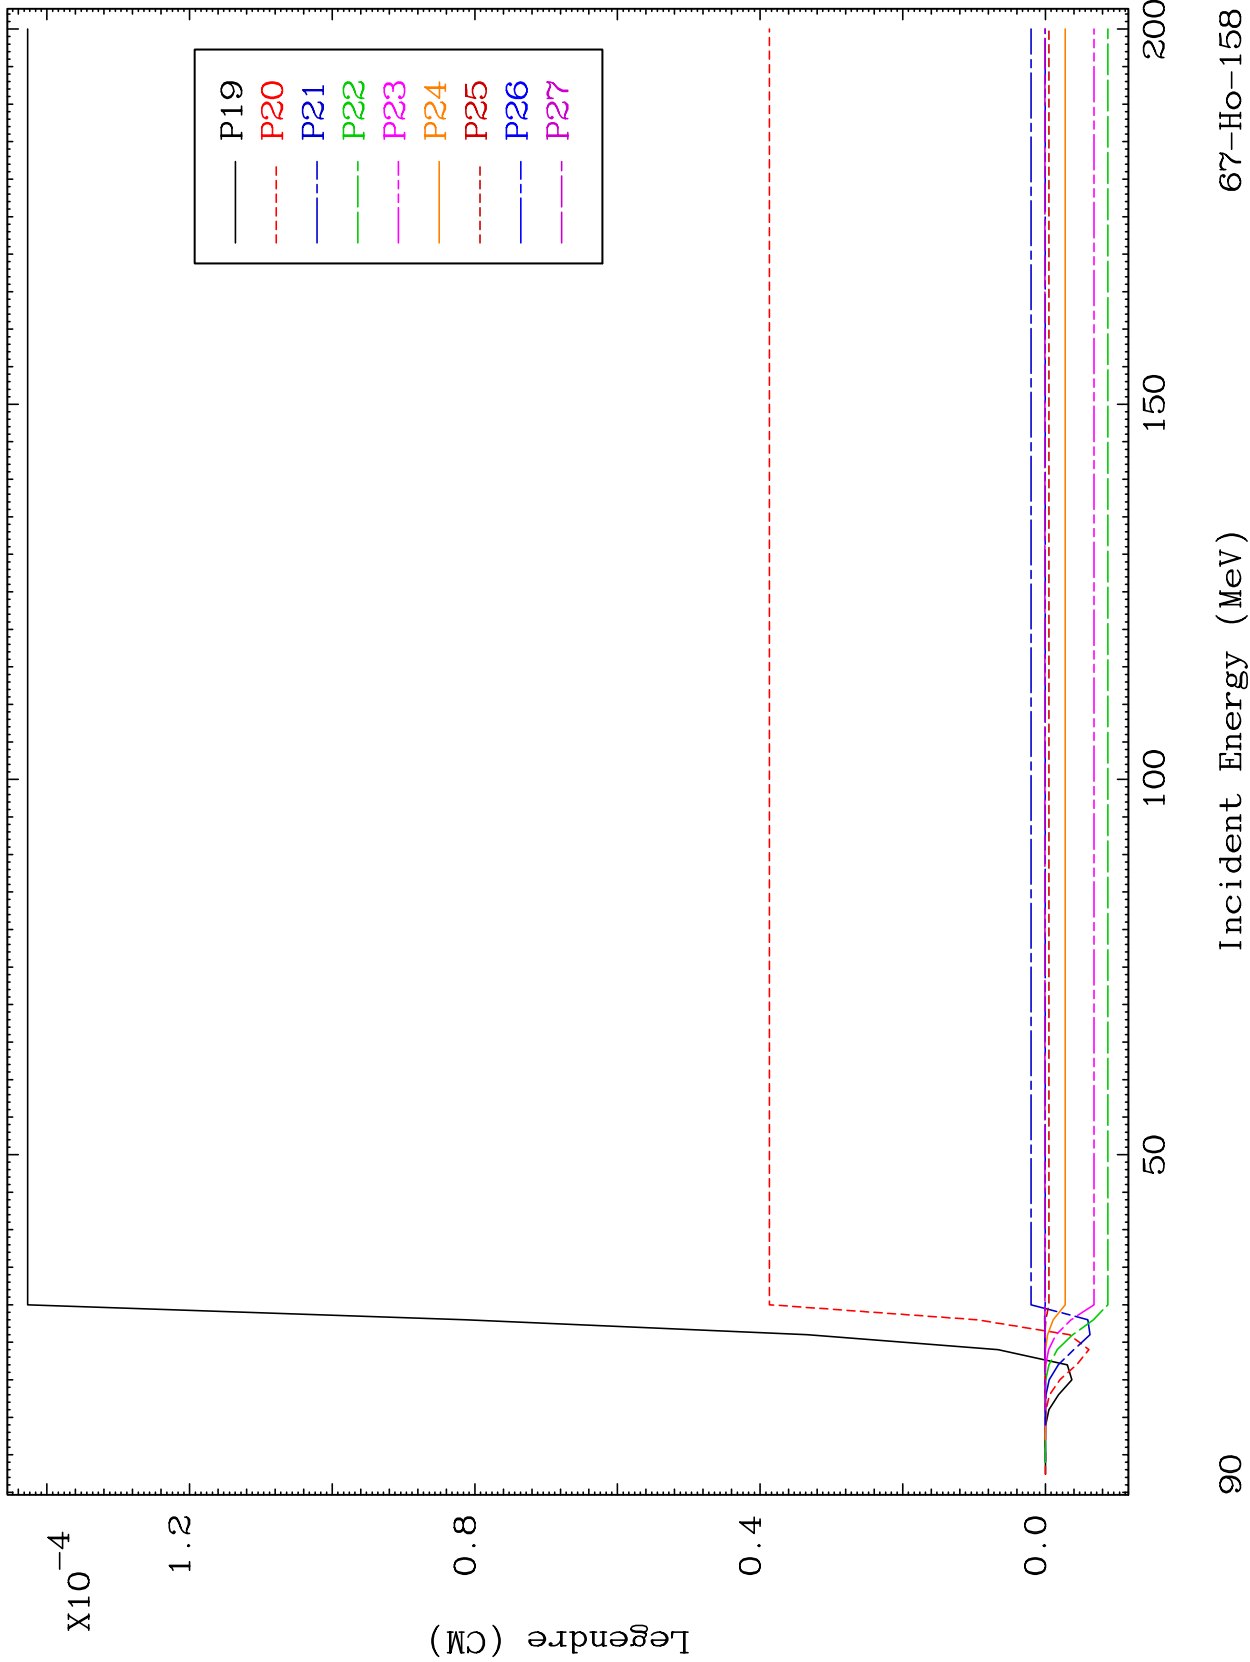 X10-4
1.2
0.8
0.4
0.0
Legendre (CM)
P19
P20
P21
P22
P23
P24
P25
P26
P27
50
100
150
200
90
Incident Energy (MeV)
67-Ho-158